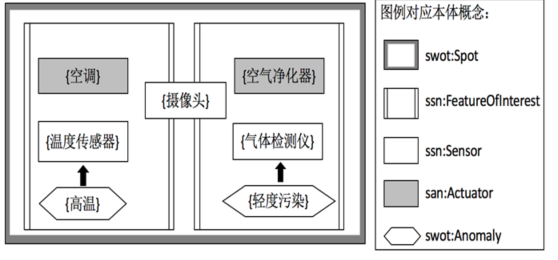 {空调}
{空气净化器}
{摄像头}
{温度传感器}
{气体检测仪}
{高温}
{轻度污染}
图例对应本体概念：
swot:Spot
ssn:FeatureOfInterest
ssn:Sensor
san:Actuator
swot:Anomaly